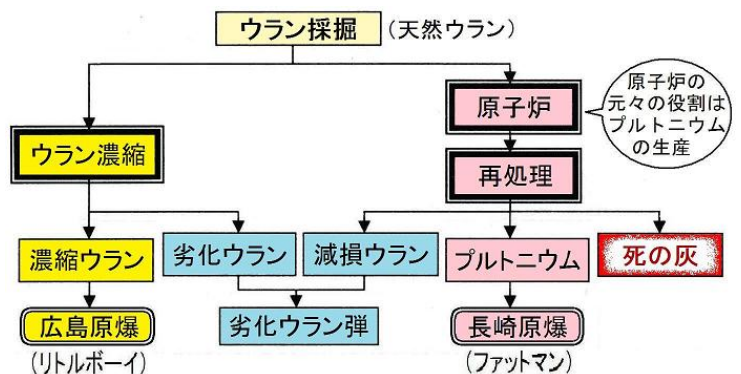 ウラン採掘 (天然ウラン)
原子炉の
元々の役割は
プルトニウム
の生産
原子炉
ウラン濃縮
再処理
濃縮ウラン 劣化ウラン 減損ウラン プルトニウム 死の灰
広島原爆 劣化ウラン弾 長崎原爆
(リトルボーイ) (ファットマン)